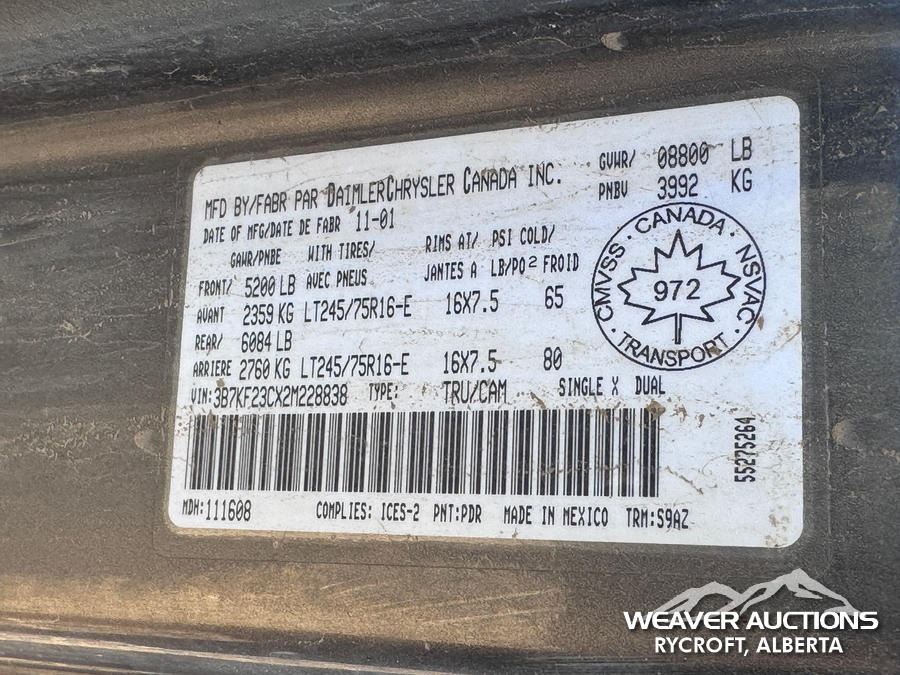 MFD BY/FABR PAR DAIMLERCHRYSLER CANADA INC.
GVWR/ 08800 LB
PNBV 3992 KG
DATE OF MFG/DATE DE FABR 11-01
GAWR/PNBE WITH TIRES/ RIMS AT/ PSI COLD/
FRONT/ 5200 LB AVEC PNEUS JANTES A LB/PO² FROID
AVANT 2359 KG LT245/75R16-E 16X7.5 65
REAR/ 6084 LB
ARRIERE 2760 KG LT245/75R16-E 16X7.5 80
CMVSS · CANADA · NSVAC · TRANSPORT ·
972
VIN: 3B7KF23CX2M228838 TYPE: TRU/CAM SINGLE X DUAL
55275264
MDH: 111608 COMPLIES: ICES-2 PNT: PDR MADE IN MEXICO TRM: S9AZ
WEAVER AUCTIONS
RYCROFT, ALBERTA